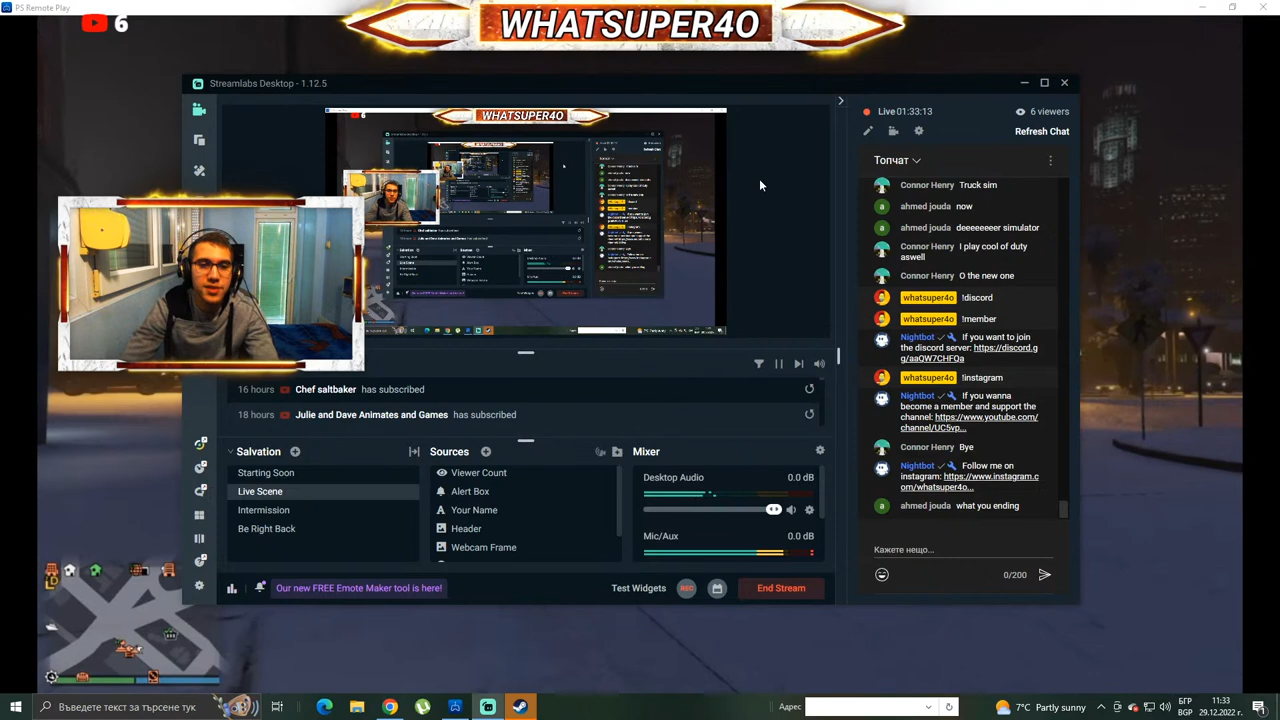 PS Remote Play
6
WHATSUPER4O
Streamlabs Desktop - 1.12.5
Live 01:33:13
6 viewers
Refresh Chat
Топчат
Connor Henry Truck sim
ahmed jouda now
ahmed jouda deeeeeeer simulator
Connor Henry I play cool of duty
aswell
Connor Henry O the new one
whatsuper4o !discord
whatsuper4o !member
Nightbot If you want to join
the discord server: https://discord.g
g/aaQW7CHFQa
whatsuper4o !instagram
Nightbot If you wanna
become a member and support the
channel: https://www.youtube.com/
channel/UC5vp...
Connor Henry Bye
Nightbot Follow me on
instagram: https://www.instagram.c
om/whatsuper4o...
ahmed jouda what you ending
Кажете нещо...
0/200
WHATSUPER4O
16 hours Chef saltbaker has subscribed
18 hours Julie and Dave Animates and Games has subscribed
Salvation
Starting Soon
Live Scene
Intermission
Be Right Back
Sources
Viewer Count
Alert Box
Your Name
Header
Webcam Frame
Mixer
Desktop Audio 0.0 dB
Mic/Aux 0.0 dB
Our new FREE Emote Maker tool is here!
Test Widgets
REC
End Stream
Въведете текст за търсене тук
Адрес
7°C Partly sunny
БГР
BGP
11:33
29.12.2022 г.
1